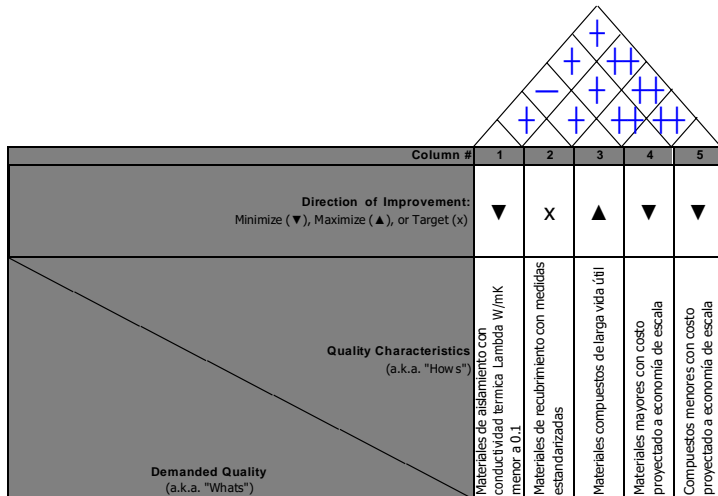 Column # 1 2 3 4 5
Direction of Improvement:
Minimize (▼), Maximize (▲), or Target (x) ▼ x ▲ ▼ ▼
Quality Characteristics
(a.k.a. "Hows")
Demanded Quality
(a.k.a. "Whats")
Materiales de aislamiento con
conductividad termica Lambda W/mK
menor a 0.1
Materiales de recubrimiento con medidas
estandarizadas
Materiales compuestos de larga vida útil
Materiales mayores con costo
proyectado a economía de escala
Compuestos menores con costo
proyectado a economía de escala